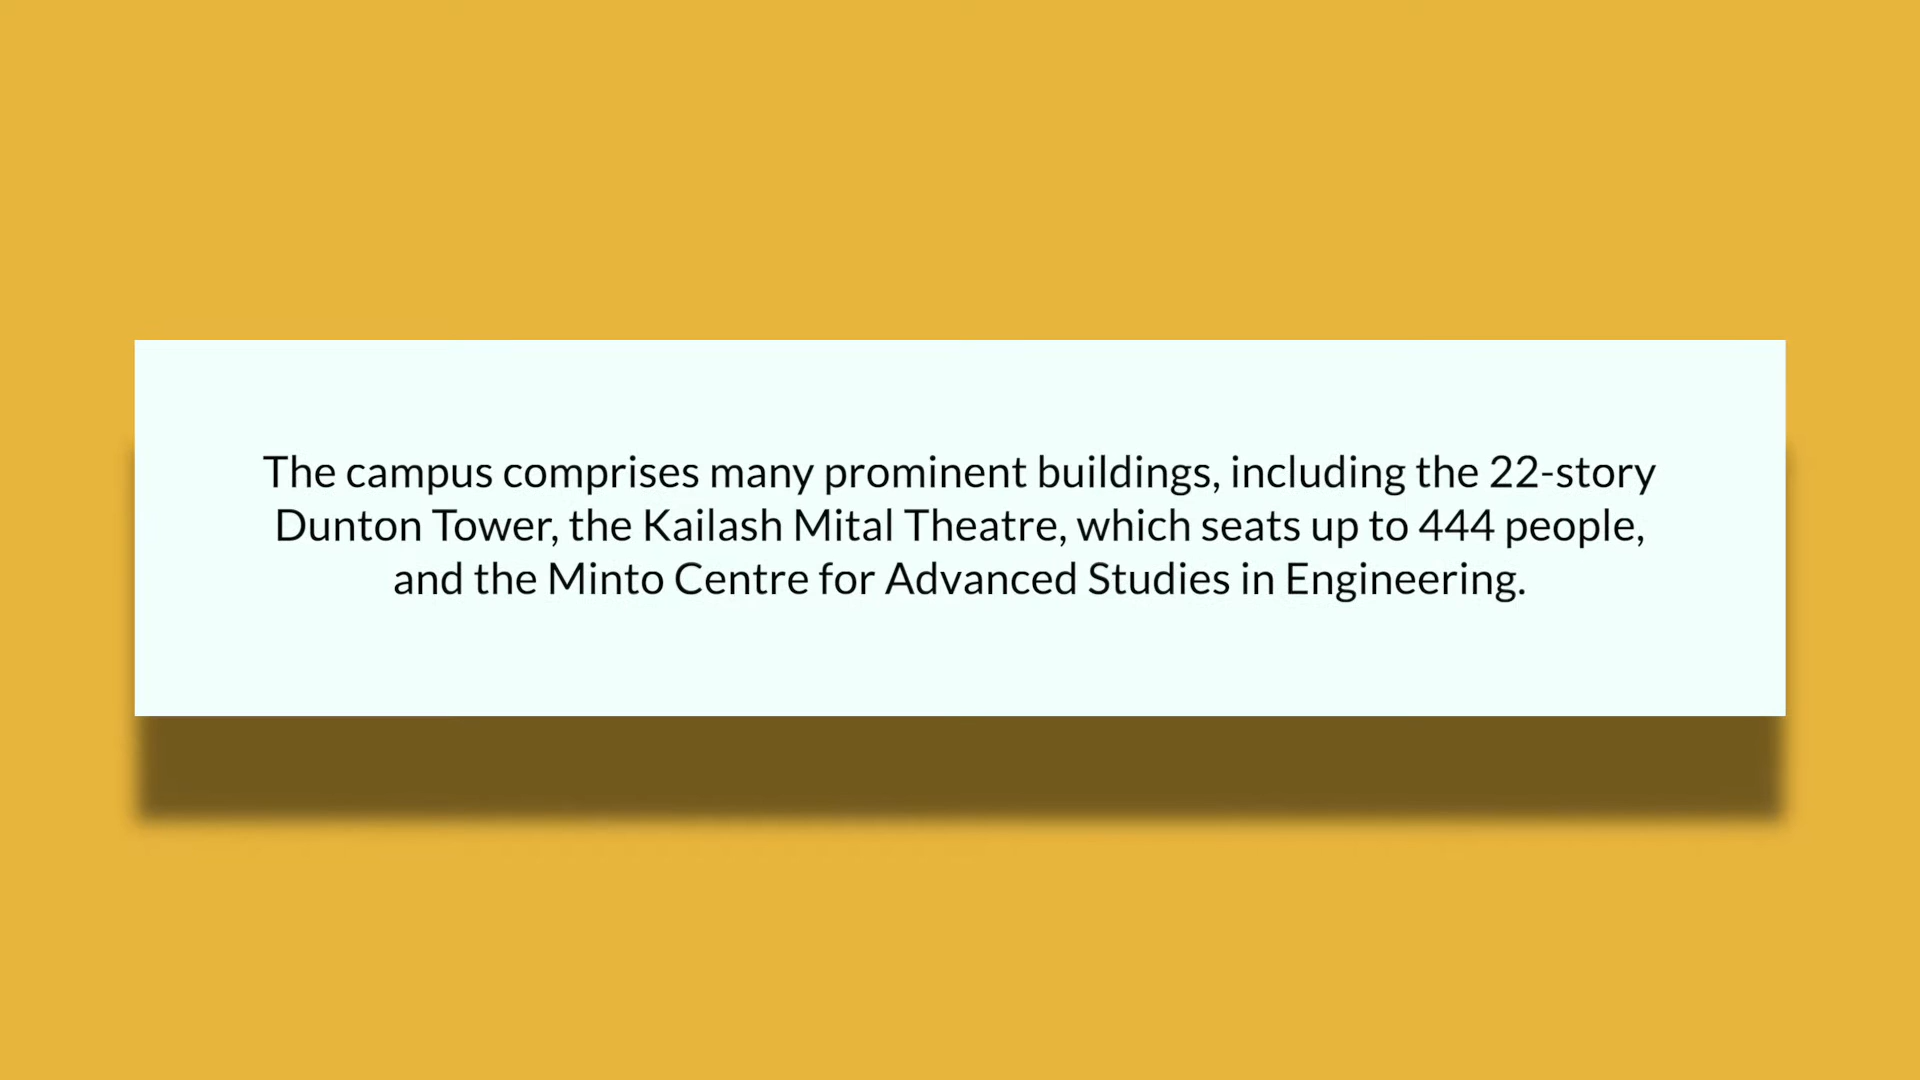 The campus comprises many prominent buildings, including the 22-story
Dunton Tower, the Kailash Mital Theatre, which seats up to 444 people,
and the Minto Centre for Advanced Studies in Engineering.